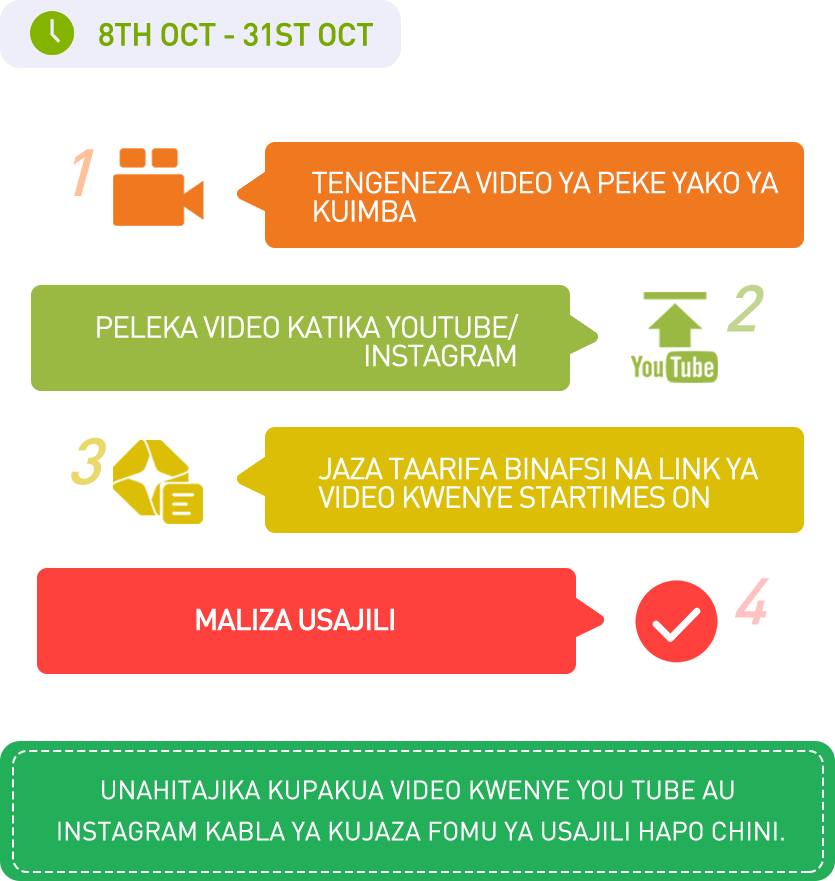 8TH OCT - 31ST OCT
1
TENGENEZA VIDEO YA PEKE YAKO YA
KUIMBA
PELEKA VIDEO KATIKA YOUTUBE/
INSTAGRAM
2
YouTube
3
JAZA TAARIFA BINAFSI NA LINK YA
VIDEO KWENYE STARTIMES ON
MALIZA USAJILI
4
UNAHITAJIKA KUPAKUA VIDEO KWENYE YOU TUBE AU
INSTAGRAM KABLA YA KUJAZA FOMU YA USAJILI HAPO CHINI.